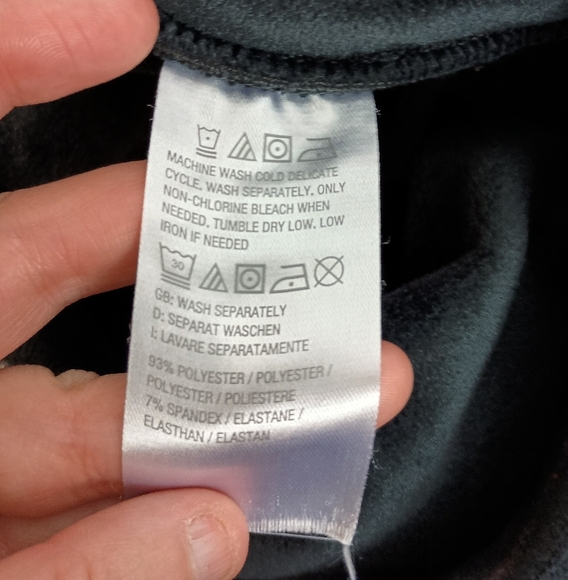 MACHINE WASH COLD DELICATE
CYCLE. WASH SEPARATELY. ONLY
NON-CHLORINE BLEACH WHEN
NEEDED. TUMBLE DRY LOW. LOW
IRON IF NEEDED
30
GB: WASH SEPARATELY
D: SEPARAT WASCHEN
I: LAVARE SEPARATAMENTE
93% POLYESTER / POLYESTER /
POLYESTER / POLIESTERE
7% SPANDEX / ELASTANE /
ELASTHAN / ELASTAN